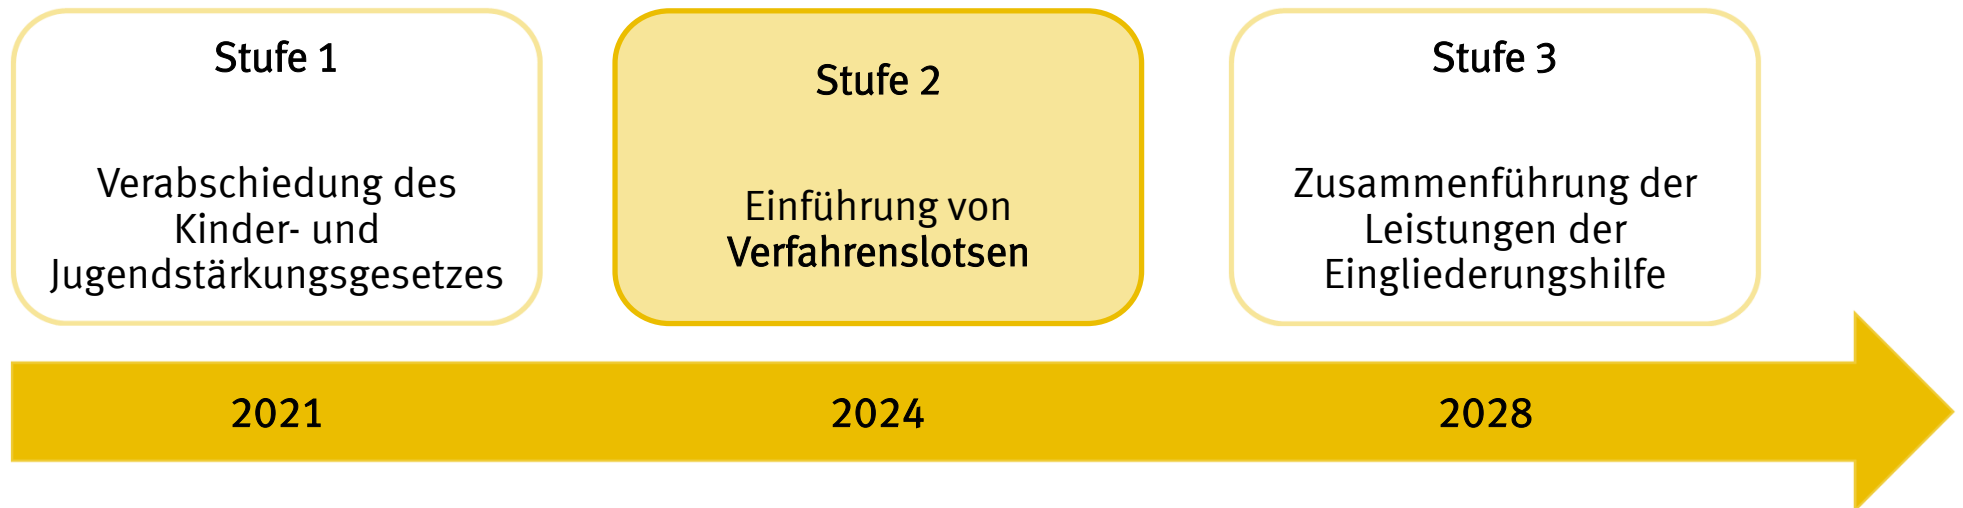 Stufe 1
Verabschiedung des
Kinder- und
Jugendstärkungsgesetzes
Stufe 2
Einführung von
Verfahrenslotsen
Stufe 3
Zusammenführung der
Leistungen der
Eingliederungshilfe
2021
2024
2028